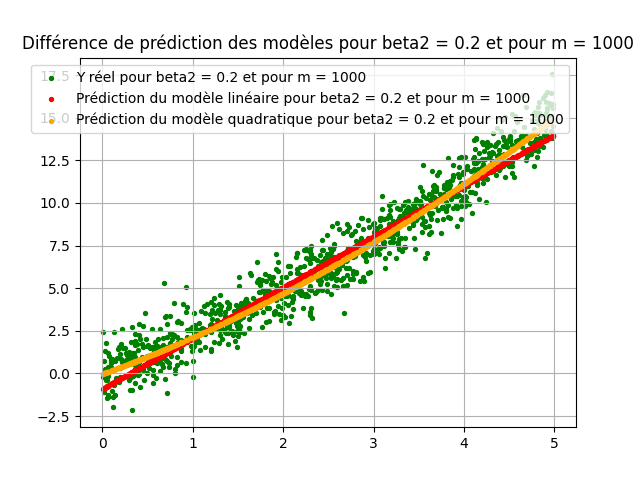 Différence de prédiction des modèles pour beta2 = 0.2 et pour m = 1000
Y réel pour beta2 = 0.2 et pour m = 1000
Prédiction du modèle linéaire pour beta2 = 0.2 et pour m = 1000
Prédiction du modèle quadratique pour beta2 = 0.2 et pour m = 1000
17.5
15.0
12.5
10.0
7.5
5.0
2.5
0.0
−2.5
0 1 2 3 4 5